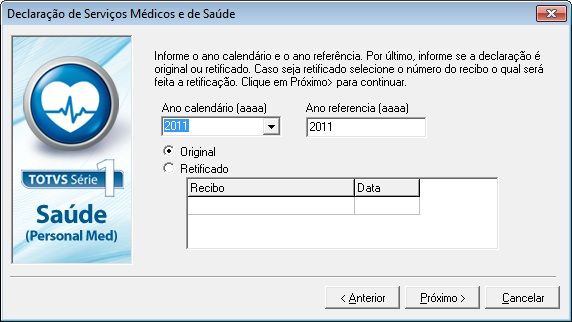 Declaração de Serviços Médicos e de Saúde
Informe o ano calendário e o ano referência. Por último, informe se a declaração é
original ou retificado. Caso seja retificado selecione o número do recibo o qual será
feita a retificação. Clique em Próximo> para continuar.
Ano calendário (aaaa) Ano referencia (aaaa)
2011 2011
Original
Retificado
Recibo Data
TOTVS Série 1
Saúde
(Personal Med)
< Anterior Próximo > Cancelar